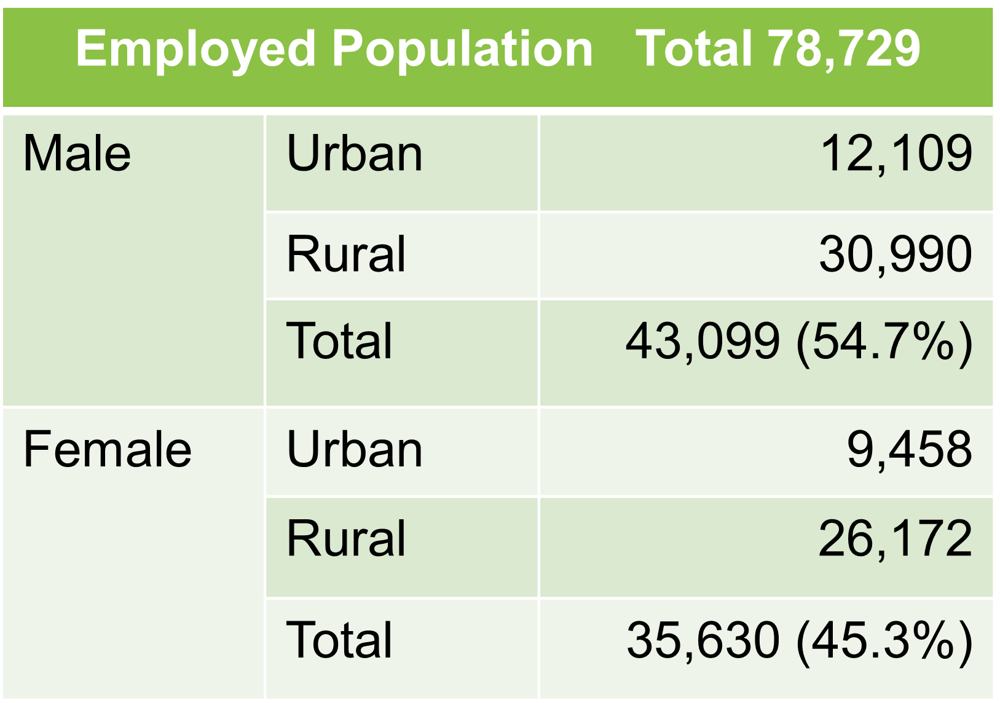 Employed Population Total 78,729
Male Urban 12,109
Rural 30,990
Total 43,099 (54.7%)
Female Urban 9,458
Rural 26,172
Total 35,630 (45.3%)